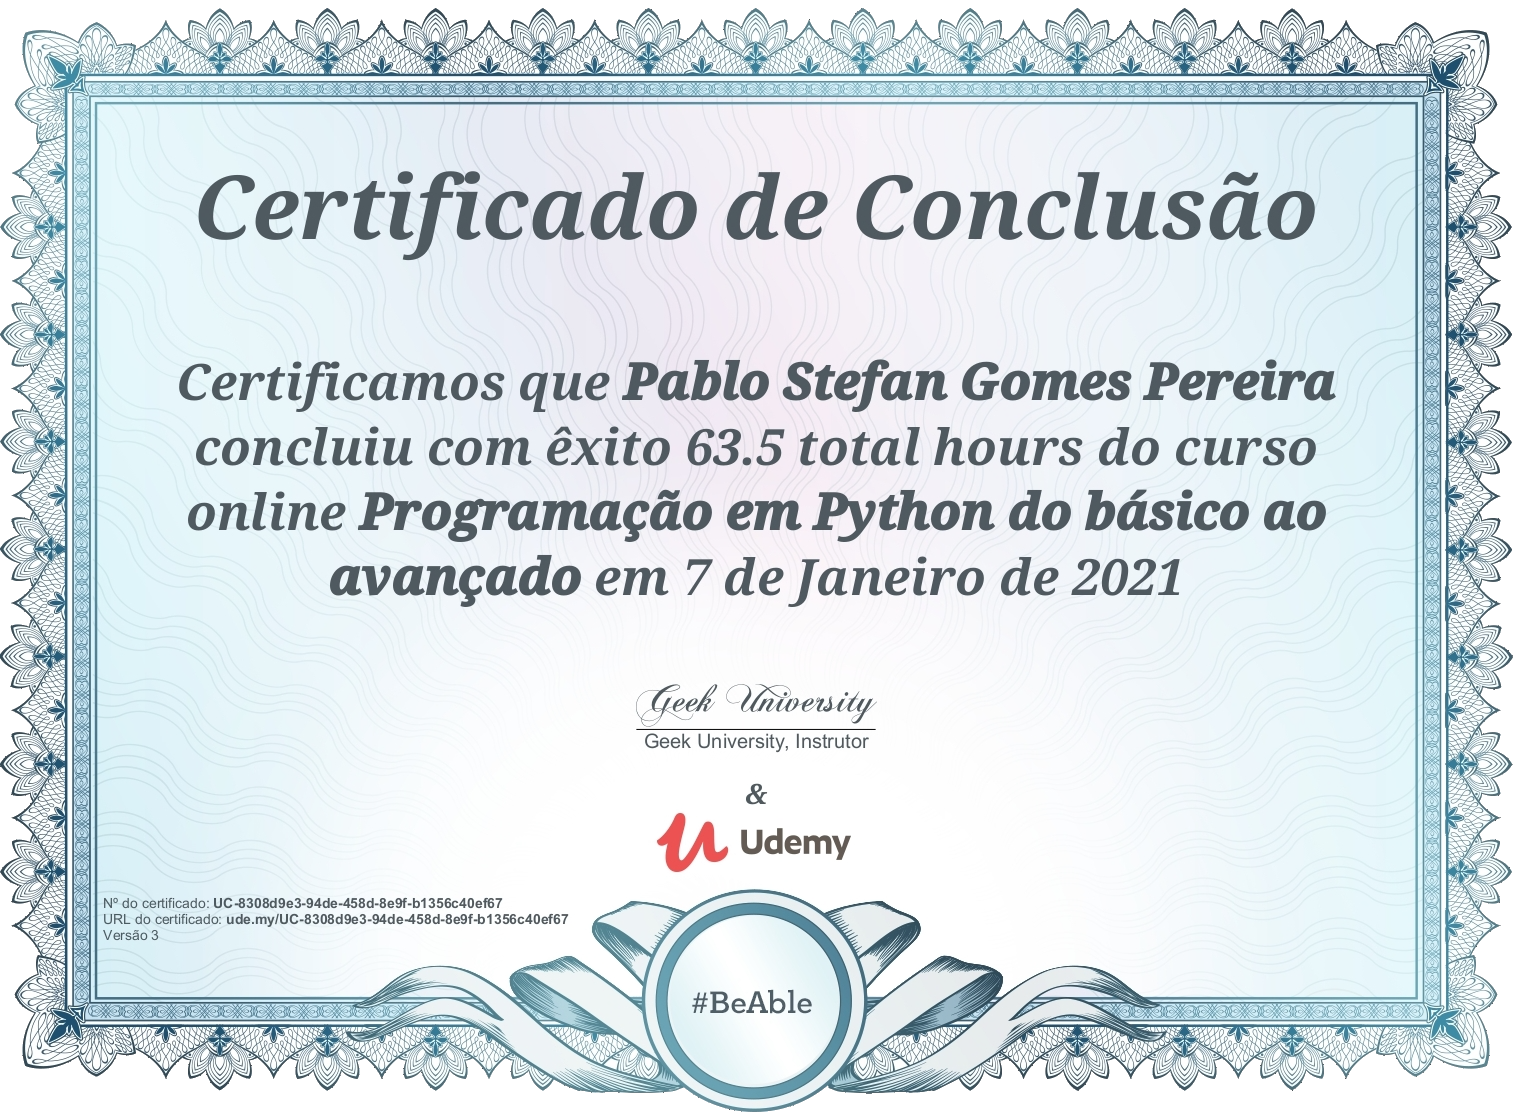 Certificado de Conclusão
Certificamos que Pablo Stefan Gomes Pereira
concluiu com êxito 63.5 total hours do curso
online Programação em Python do básico ao
avançado em 7 de Janeiro de 2021
Geek University
Geek University, Instrutor
&
Udemy
Nº do certificado: UC-8308d9e3-94de-458d-8e9f-b1356c40ef67
URL do certificado: ude.my/UC-8308d9e3-94de-458d-8e9f-b1356c40ef67
Versão 3
#BeAble